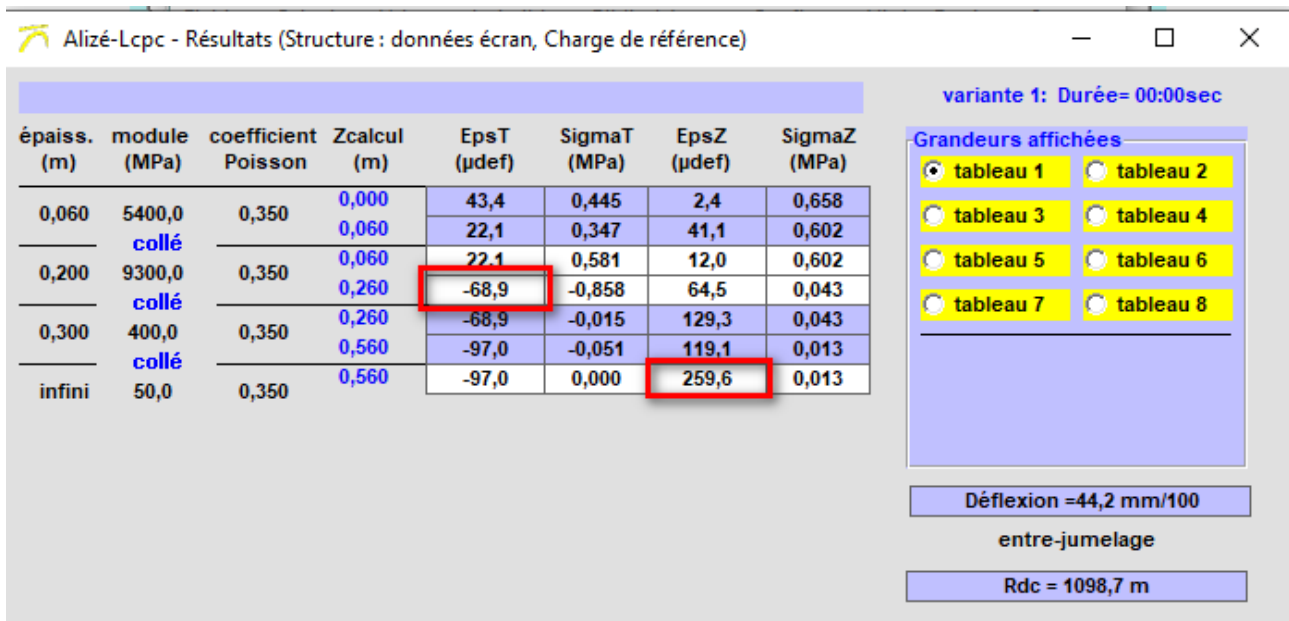 Alizé-Lcpc - Résultats (Structure : données écran, Charge de référence)
variante 1: Durée= 00:00sec
épaiss. module coefficient Zcalcul EpsT SigmaT EpsZ SigmaZ
(m) (MPa) Poisson (m) (µdef) (MPa) (µdef) (MPa)
0,000 43,4 0,445 2,4 0,658
0,060 5400,0 0,350
0,060 22,1 0,347 41,1 0,602
collé
0,060 22,1 0,581 12,0 0,602
0,200 9300,0 0,350
0,260 -68,9 -0,858 64,5 0,043
collé
0,260 -68,9 -0,015 129,3 0,043
0,300 400,0 0,350
0,560 -97,0 -0,051 119,1 0,013
collé
0,560 -97,0 0,000 259,6 0,013
infini 50,0 0,350
Grandeurs affichées
tableau 1 tableau 2
tableau 3 tableau 4
tableau 5 tableau 6
tableau 7 tableau 8
Déflexion =44,2 mm/100
entre-jumelage
Rdc = 1098,7 m